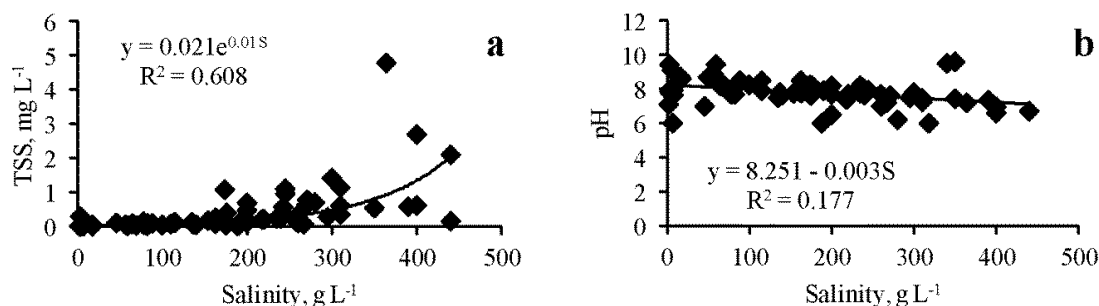 6
5
4
3
2
1
0
TSS, mg L⁻¹
y = 0.021e^0.01S
R² = 0.608
a
0 100 200 300 400 500
Salinity, g L⁻¹
12
10
8
6
4
2
0
pH
b
y = 8.251 - 0.003S
R² = 0.177
0 100 200 300 400 500
Salinity, g L⁻¹